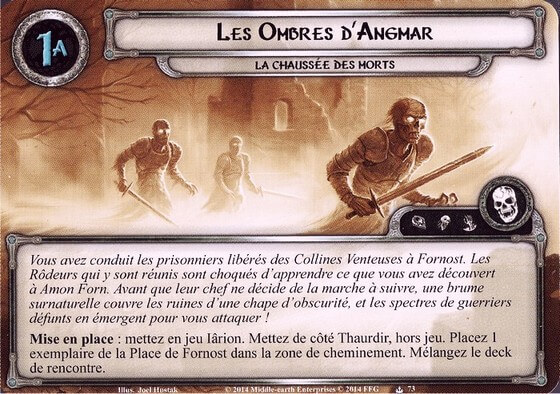 1A
LES OMBRES D'ANGMAR
LA CHAUSSÉE DES MORTS
Vous avez conduit les prisonniers libérés des Collines Venteuses à Fornost. Les
Rôdeurs qui y sont réunis sont choqués d'apprendre ce que vous avez découvert
à Amon Forn. Avant que leur chef ne décide de la marche à suivre, une brume
surnaturelle couvre les ruines d'une chape d'obscurité, et les spectres de guerriers
défunts en émergent pour vous attaquer !
Mise en place : mettez en jeu Iârion. Mettez de côté Thaurdir, hors jeu. Placez 1
exemplaire de la Place de Fornost dans la zone de cheminement. Mélangez le deck
de rencontre.
Illus. Joel Hustak © 2014 Middle-earth Enterprises © 2014 FFG 73